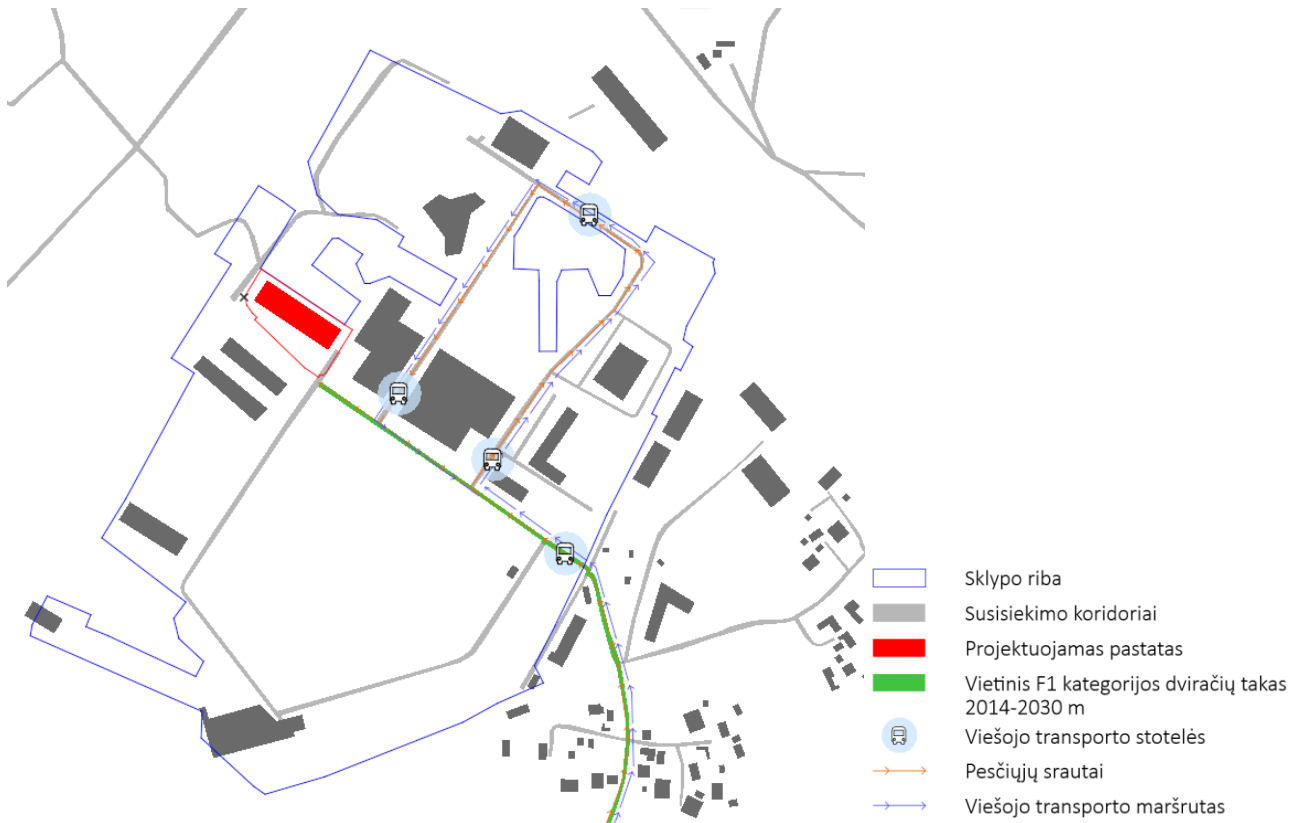 Sklypo riba
Susisiekimo koridoriai
Projektuojamas pastatas
Vietinis F1 kategorijos dviračių takas
2014-2030 m
Viešojo transporto stotelės
Pesčiųjų srautai
Viešojo transporto maršrutas